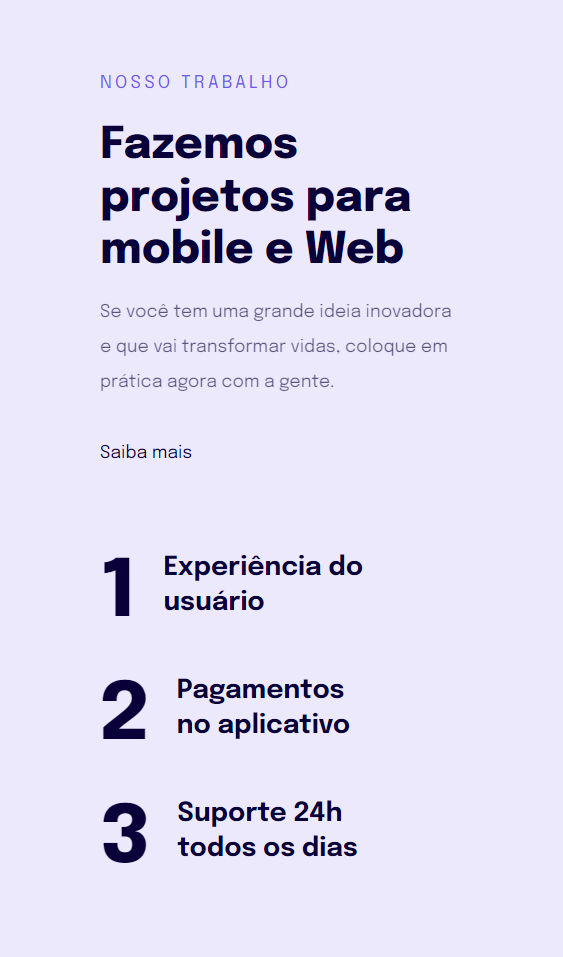 NOSSO TRABALHO
Fazemos
projetos para
mobile e Web
Se você tem uma grande ideia inovadora
e que vai transformar vidas, coloque em
prática agora com a gente.
Saiba mais
1 Experiência do
usuário
2 Pagamentos
no aplicativo
3 Suporte 24h
todos os dias